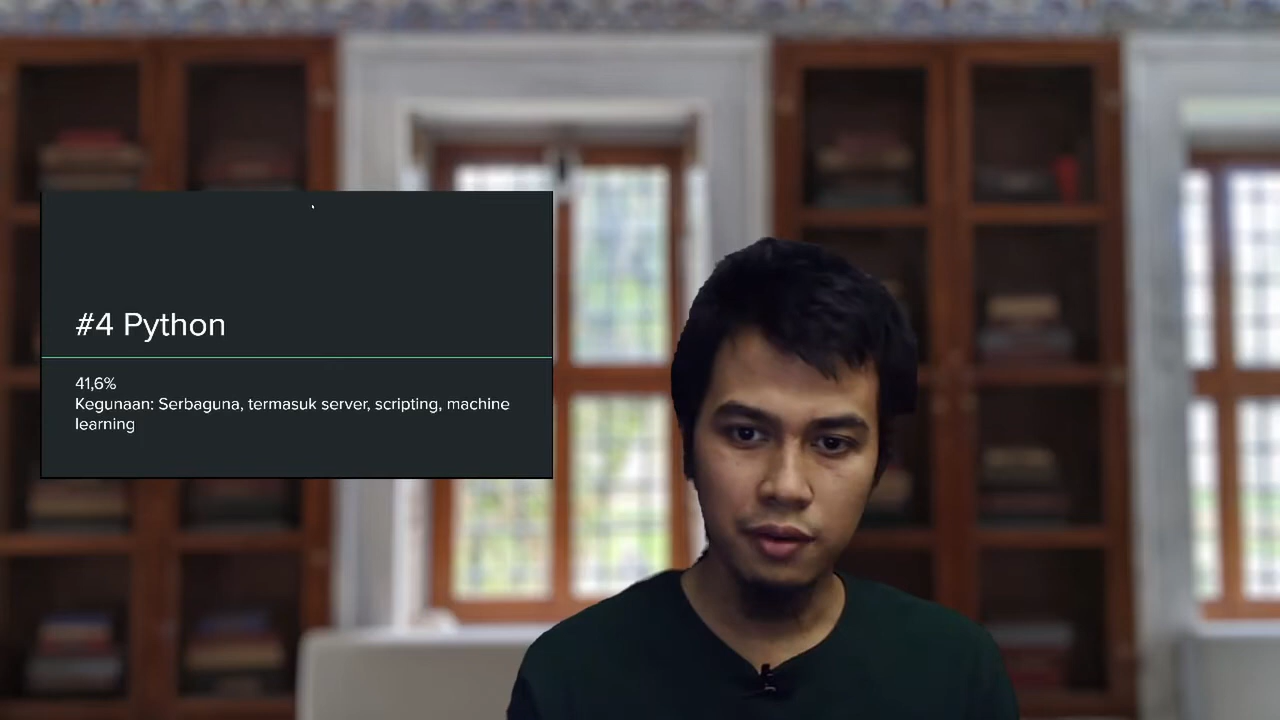 #4 Python
41,6%
Kegunaan: Serbaguna, termasuk server, scripting, machine
learning